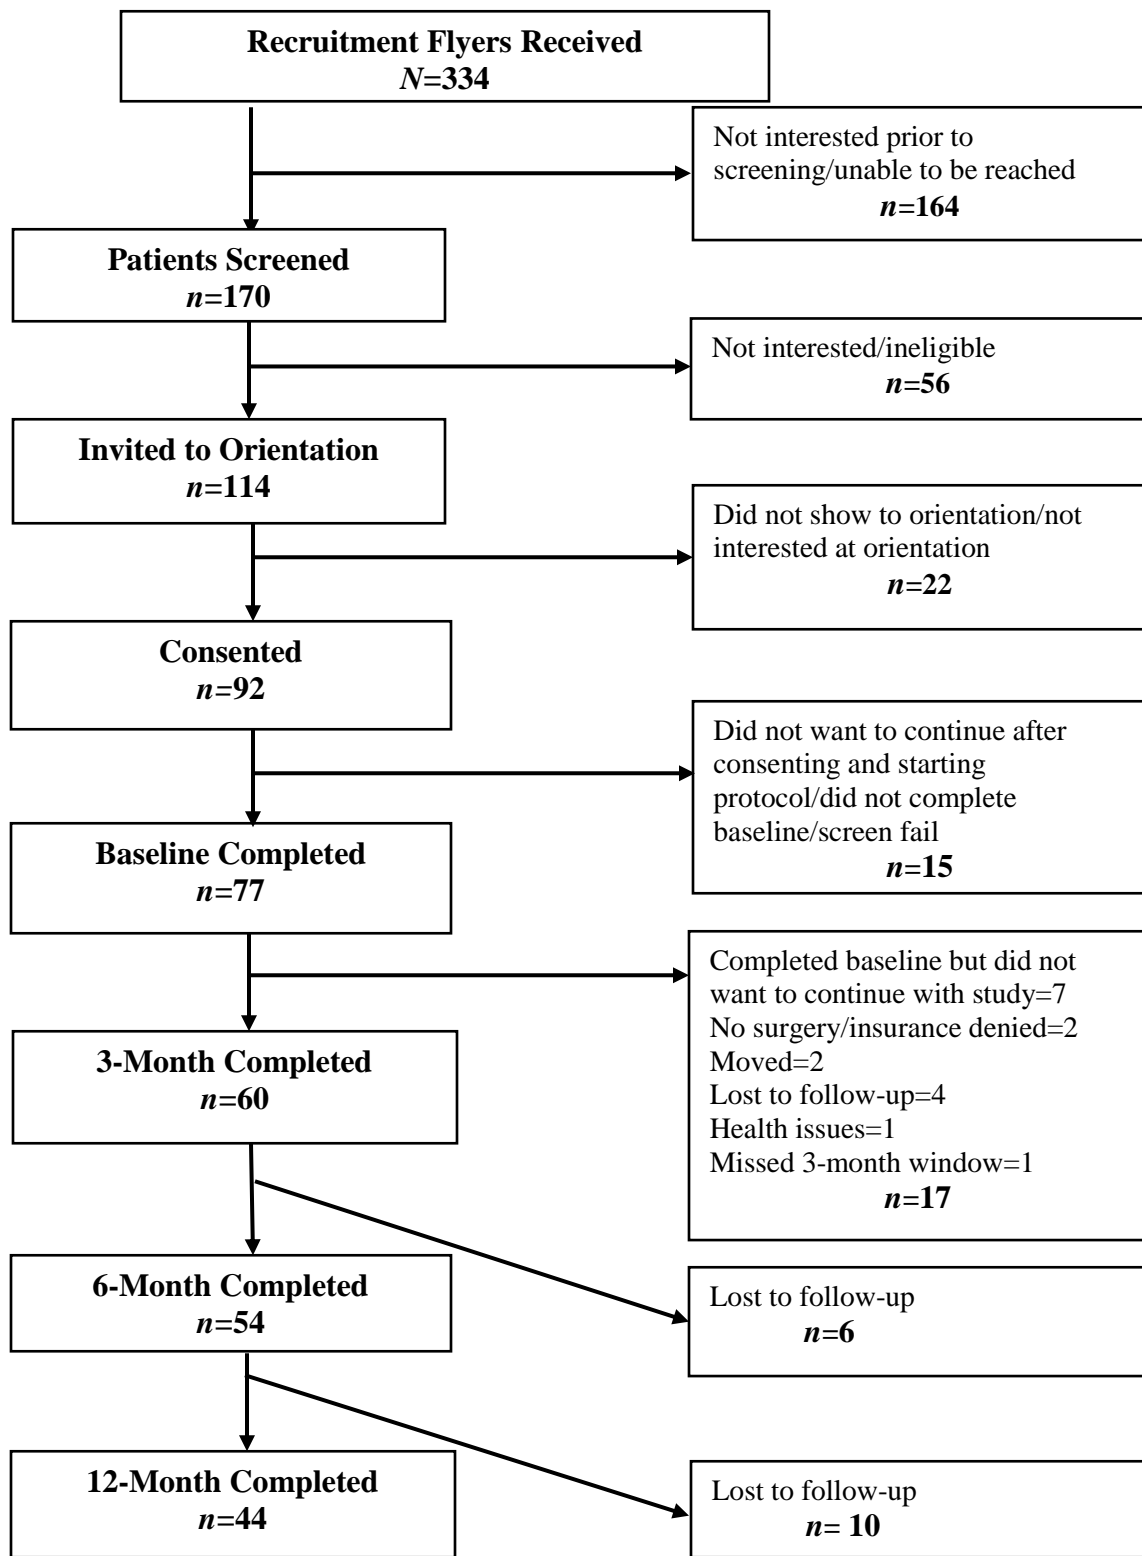 Recruitment Flyers Received
N=334
Not interested prior to
screening/unable to be reached
n=164
Patients Screened
n=170
Not interested/ineligible
n=56
Invited to Orientation
n=114
Did not show to orientation/not
interested at orientation
n=22
Consented
n=92
Did not want to continue after
consenting and starting
protocol/did not complete
baseline/screen fail
n=15
Baseline Completed
n=77
Completed baseline but did not
want to continue with study=7
No surgery/insurance denied=2
Moved=2
Lost to follow-up=4
Health issues=1
Missed 3-month window=1
n=17
3-Month Completed
n=60
6-Month Completed
n=54
Lost to follow-up
n=6
12-Month Completed
n=44
Lost to follow-up
n= 10